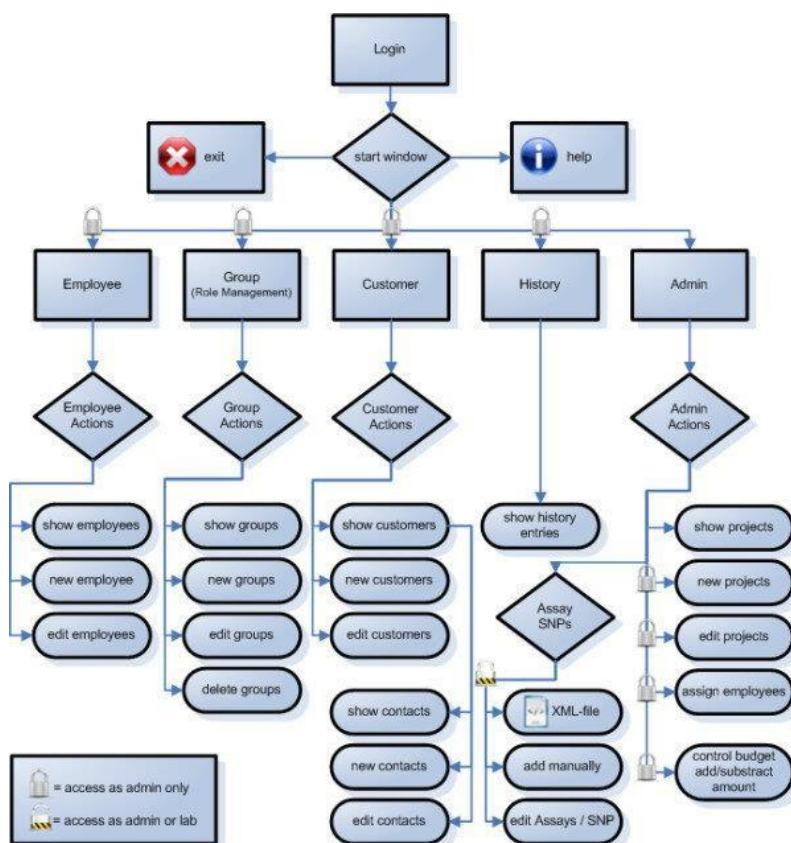 Login
exit
start window
help
Employee
Group
(Role Management)
Customer
History
Admin
Employee
Actions
Group
Actions
Customer
Actions
Admin
Actions
show employees
show groups
show customers
show history
entries
show projects
new employee
new groups
new customers
Assay
SNPs
new projects
edit employees
edit groups
edit customers
edit projects
delete groups
assign employees
show contacts
XML-file
new contacts
add manually
control budget
add/substract
amount
edit contacts
edit Assays / SNP
= access as admin only
= access as admin or lab